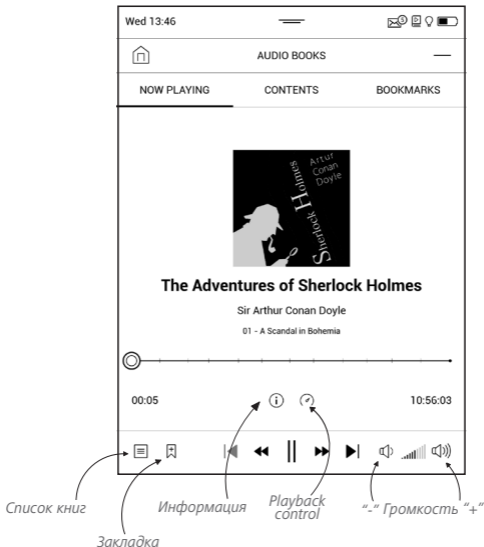 Wed 13:46
AUDIO BOOKS
NOW PLAYING CONTENTS BOOKMARKS
Artur
Conan
Doyle
Sherlock Holmes
The Adventures of Sherlock Holmes
Sir Arthur Conan Doyle
01 - A Scandal in Bohemia
00:05 10:56:03
Список книг
Закладка
Информация
Playback
control
“-“ Громкость “+”